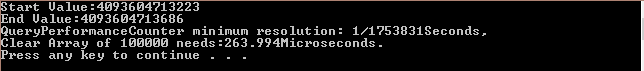 Start Value:4093604713223
End Value:4093604713686
QueryPerformanceCounter minimum resolution: 1/1753831Seconds,
Clear Array of 100000 needs:263.994Microseconds.
Press any key to continue . . .